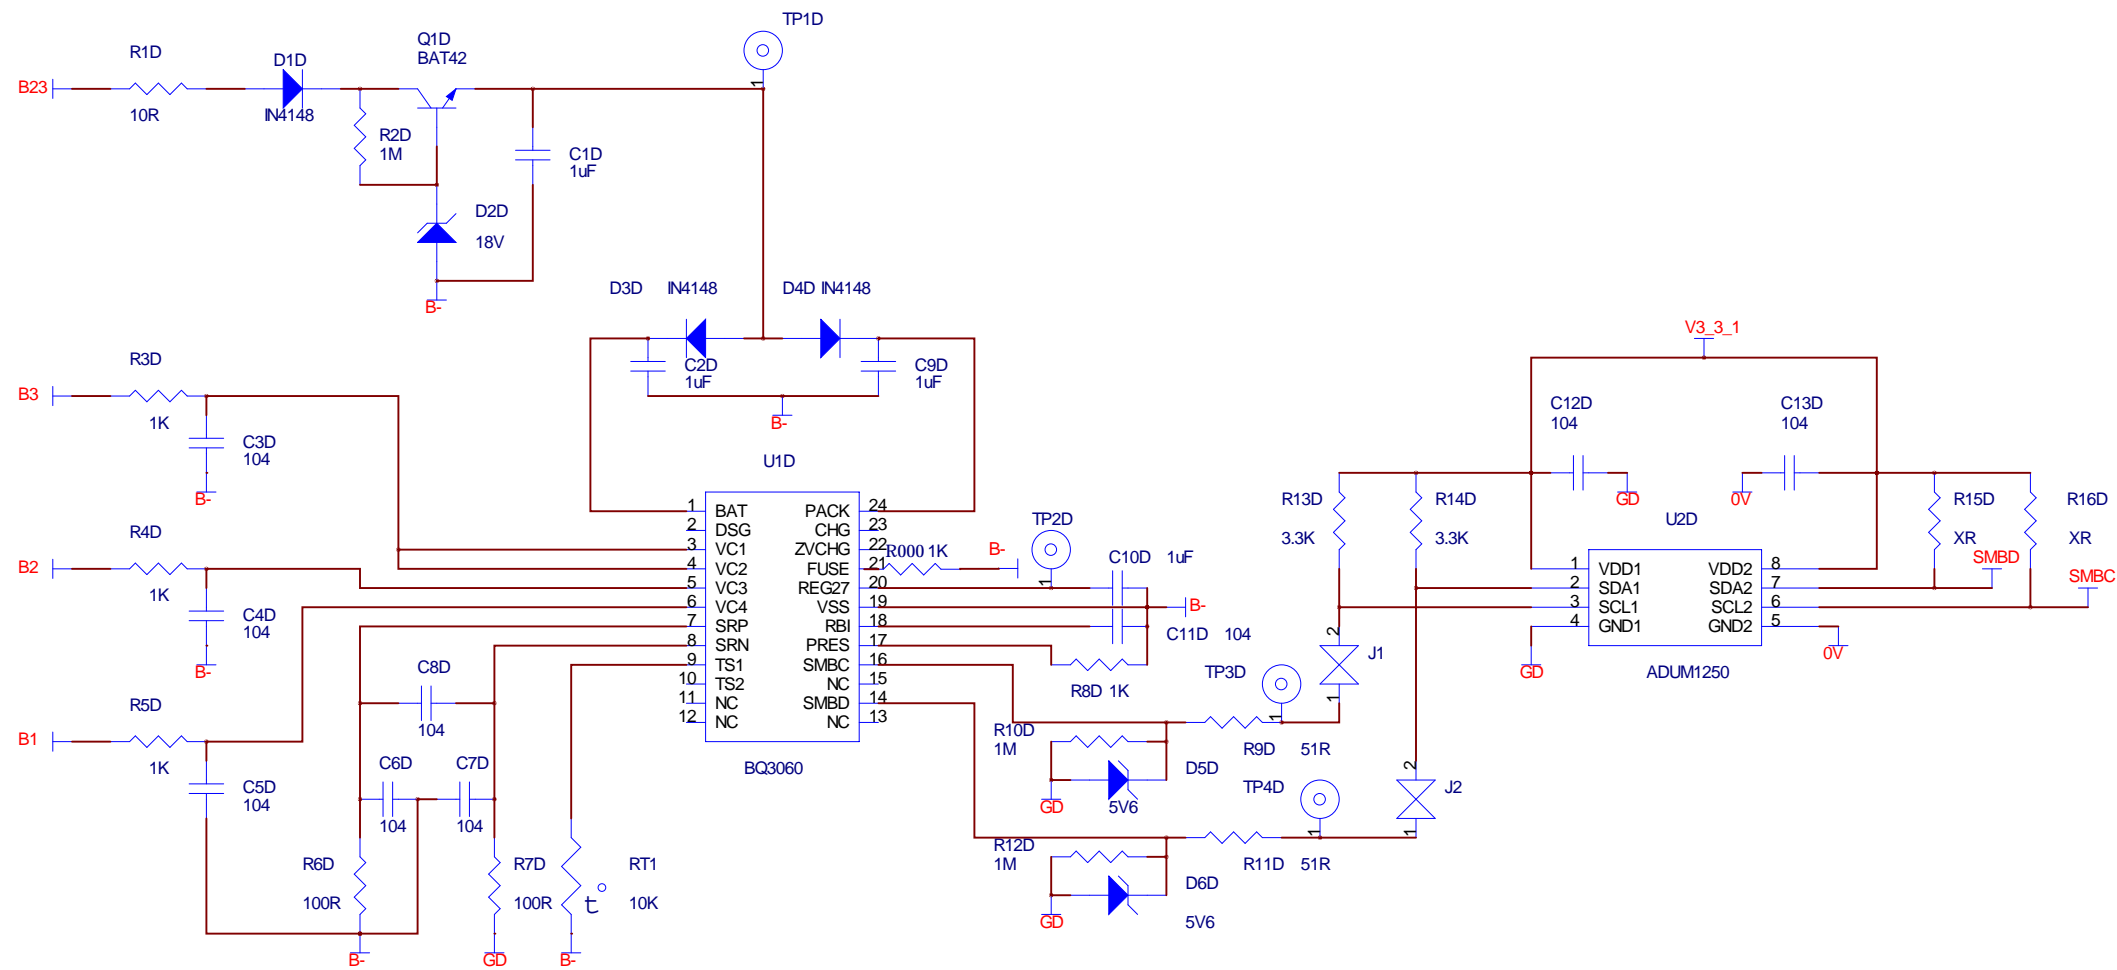 TP1D
Q1D
BAT42
R1D
D1D
B23
10R
IN4148
1
R2D
1M
C1D
1uF
D2D
18V
B-
D3D
IN4148
D4D IN4148
V3_3_1
R3D
C2D
1uF
C9D
1uF
B3
1K
B-
C12D
104
C13D
104
C3D
104
U1D
B-
R13D
GD
0V
R15D
R16D
1
BAT
PACK
24
2
DSG
CHG
23
3
VC1
ZVCHG
22
4
VC2
FUSE
21
5
VC3
REG27
20
6
VC4
VSS
19
7
SRP
RBI
18
8
SRN
PRES
17
9
TS1
SMBC
16
10
TS2
NC
15
11
NC
SMBD
14
12
NC
NC
13
BQ3060
R4D
B2
1K
C4D
104
B-
R000 1K
B-
TP2D
1
C10D 1uF
B-
C11D 104
R8D 1K
3.3K
R14D
3.3K
U2D
XR
XR
SMBD
SMBC
1
VDD1
VDD2
8
2
SDA1
SDA2
7
3
SCL1
SCL2
6
4
GND1
GND2
5
GD
0V
ADUM1250
2
J1
1
TP3D
1
R5D
B1
1K
C5D
104
C8D
104
C6D
104
C7D
104
R10D
1M
R9D 51R
D5D
5V6
GD
TP4D
1
2
J2
1
R12D
1M
R11D 51R
D6D
5V6
GD
R6D
100R
R7D
100R
RT1
t°
10K
B-
GD
B-